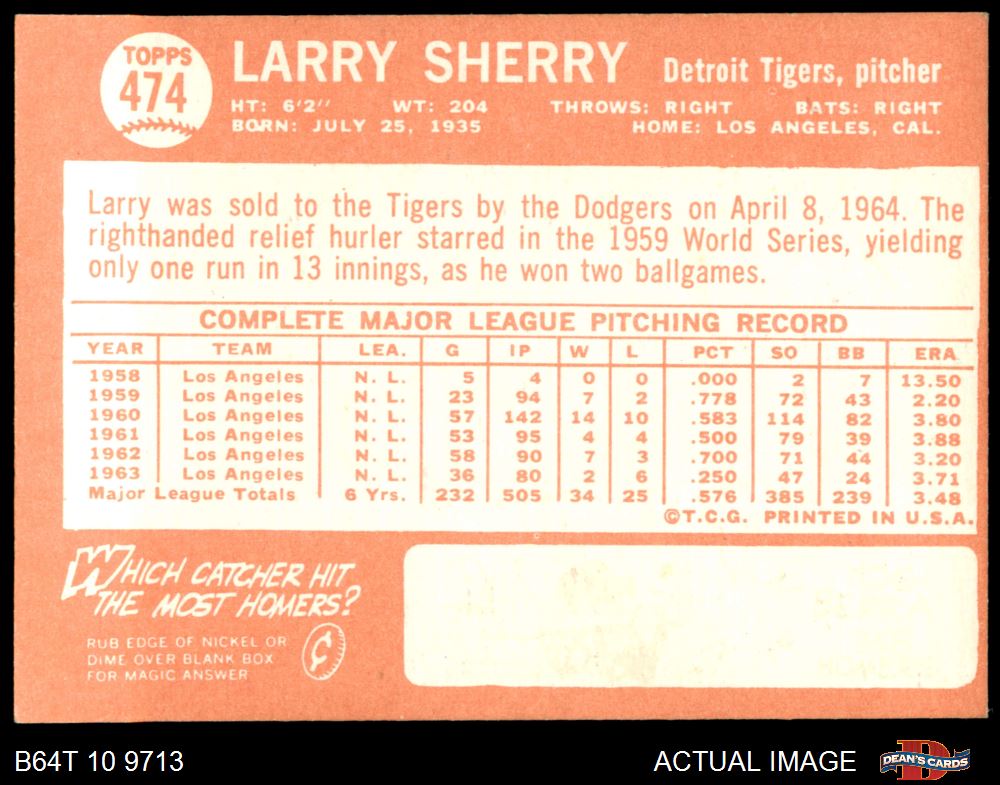 TOPPS
474
LARRY SHERRY Detroit Tigers, pitcher
HT: 6'2'' WT: 204 THROWS: RIGHT BATS: RIGHT
BORN: JULY 25, 1935 HOME: LOS ANGELES, CAL.
Larry was sold to the Tigers by the Dodgers on April 8, 1964. The
righthanded relief hurler starred in the 1959 World Series, yielding
only one run in 13 innings, as he won two ballgames.
COMPLETE MAJOR LEAGUE PITCHING RECORD
YEAR TEAM LEA. G IP W L PCT SO BB ERA
1958 Los Angeles N. L. 5 4 0 0 .000 2 7 13.50
1959 Los Angeles N. L. 23 94 7 2 .778 72 43 2.20
1960 Los Angeles N. L. 57 142 14 10 .583 114 82 3.80
1961 Los Angeles N. L. 53 95 4 4 .500 79 39 3.88
1962 Los Angeles N. L. 58 90 7 3 .700 71 44 3.20
1963 Los Angeles N. L. 36 80 2 6 .250 47 24 3.71
Major League Totals 6 Yrs. 232 505 34 25 .576 385 239 3.48
©T.C.G. PRINTED IN U.S.A.
WHICH CATCHER HIT
THE MOST HOMERS?
RUB EDGE OF NICKEL OR
DIME OVER BLANK BOX
FOR MAGIC ANSWER
¢
B64T 10 9713 ACTUAL IMAGE
D
DEAN'S CARDS